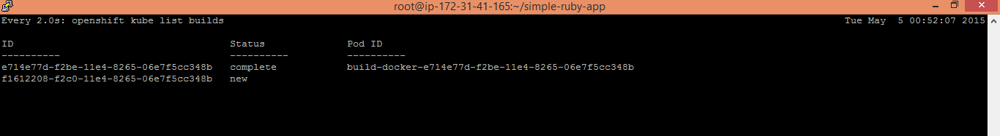 root@ip-172-31-41-165:~/simple-ruby-app
Every 2.0s: openshift kube list builds Tue May  5 00:52:07 2015
ID Status Pod ID
---------- ---------- ----------
e714e77d-f2be-11e4-8265-06e7f5cc348b complete build-docker-e714e77d-f2be-11e4-8265-06e7f5cc348b
f1612208-f2c0-11e4-8265-06e7f5cc348b new